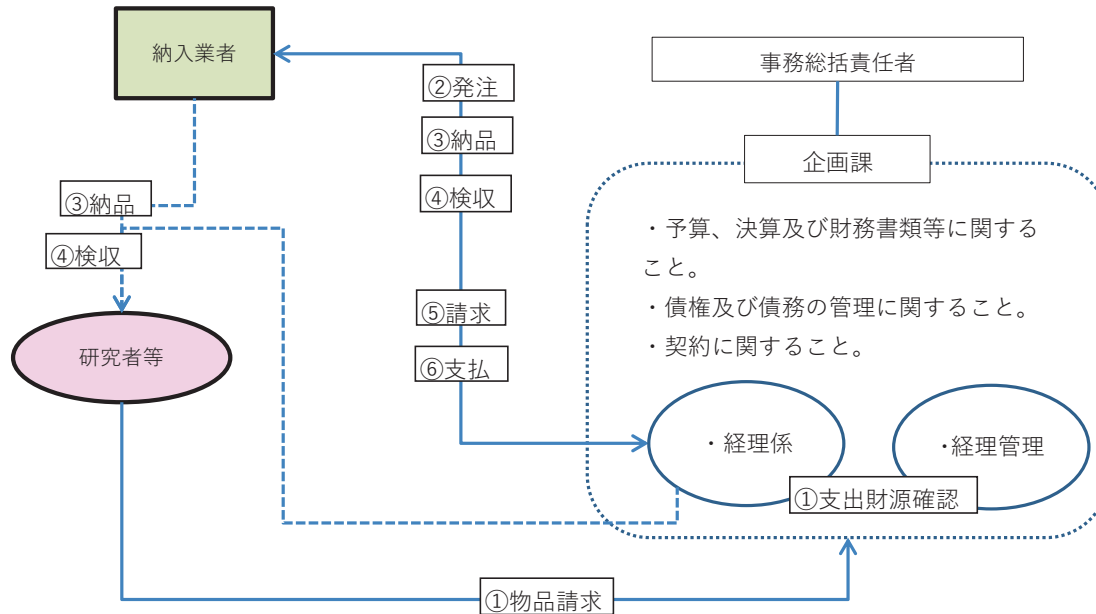 納入業者
事務総括責任者
②発注
③納品
企画課
④検収
③納品
④検収
・予算、決算及び財務書類等に関する
こと。
・債権及び債務の管理に関すること。
・契約に関すること。
⑤請求
⑥支払
研究者等
・経理係
・経理管理
①支出財源確認
①物品請求